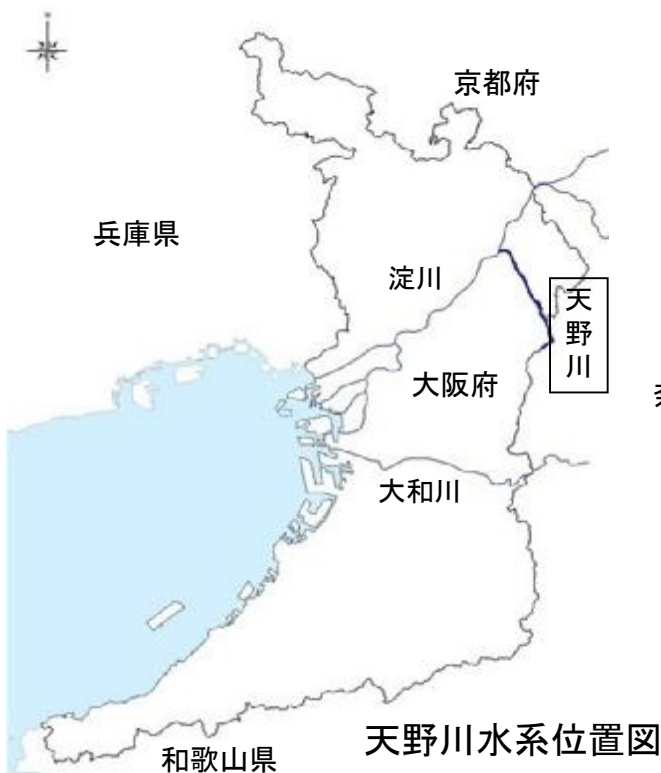 京都府
兵庫県
淀川
天野川
大阪府
大和川
天野川水系位置図
和歌山県